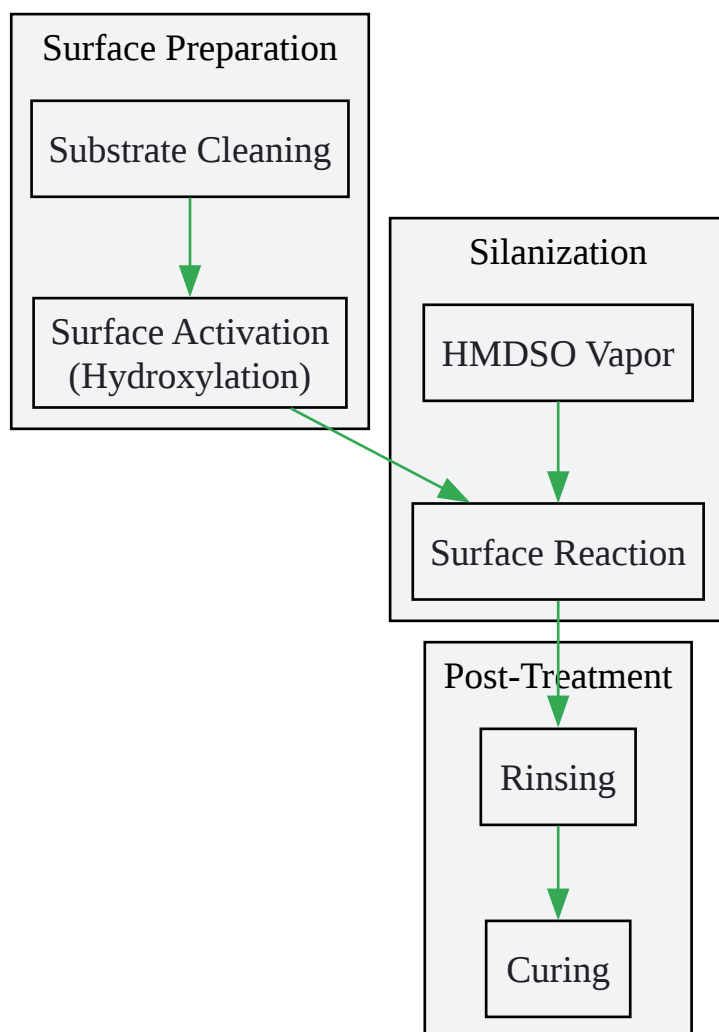 Surface Preparation
Substrate Cleaning
Surface Activation
(Hydroxylation)
Silanization
HMDSO Vapor
Surface Reaction
Post-Treatment
Rinsing
Curing